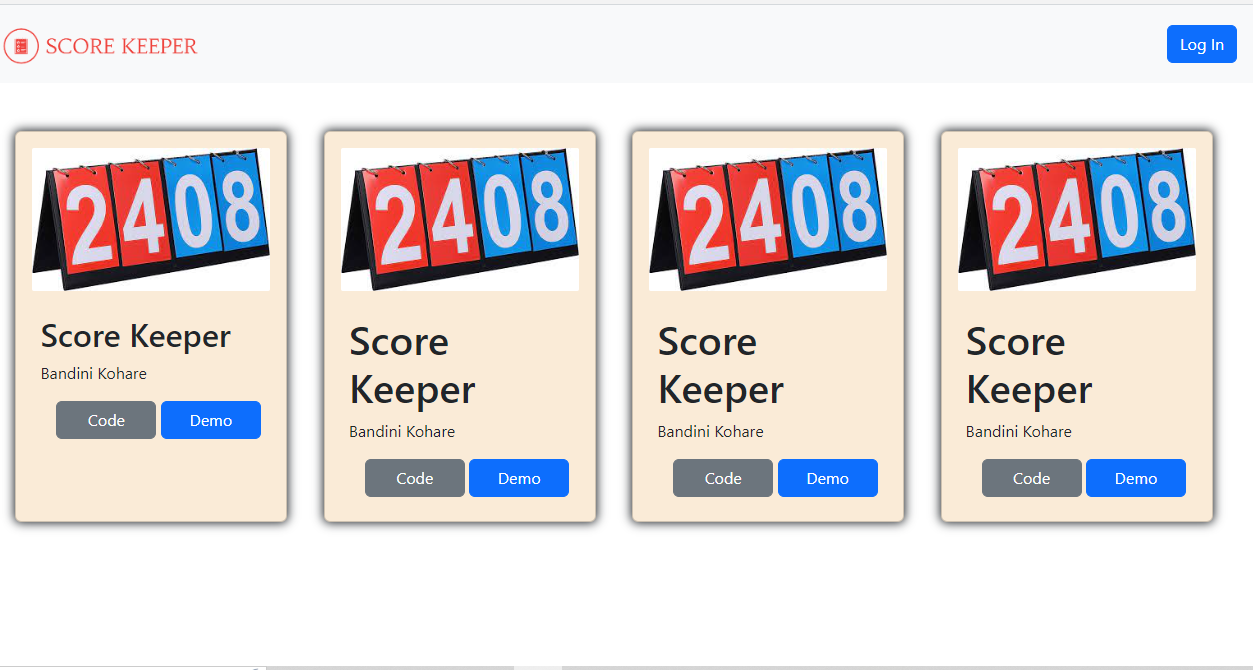 SCORE KEEPER
Log In
2408
2408
2408
2408
Score Keeper
Bandini Kohare
Code
Demo
Score
Keeper
Bandini Kohare
Code
Demo
Score
Keeper
Bandini Kohare
Code
Demo
Score
Keeper
Bandini Kohare
Code
Demo